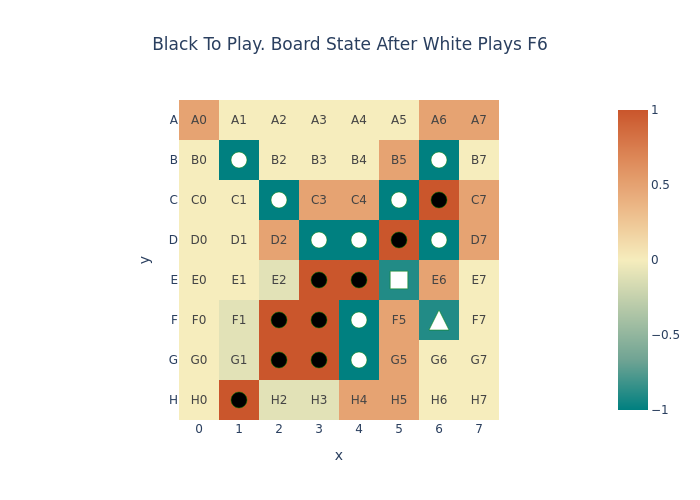 Black To Play. Board State After White Plays F6
A A0 A1 A2 A3 A4 A5 A6 A7
B B0 B2 B3 B4 B5 B7
C C0 C1 C3 C4 C7
D D0 D1 D2 D7
E E0 E1 E2 E6 E7
F F0 F1 F5 F7
G G0 G1 G5 G6 G7
H H0 H2 H3 H4 H5 H6 H7
0 1 2 3 4 5 6 7
x
y
1
0.5
0
−0.5
−1